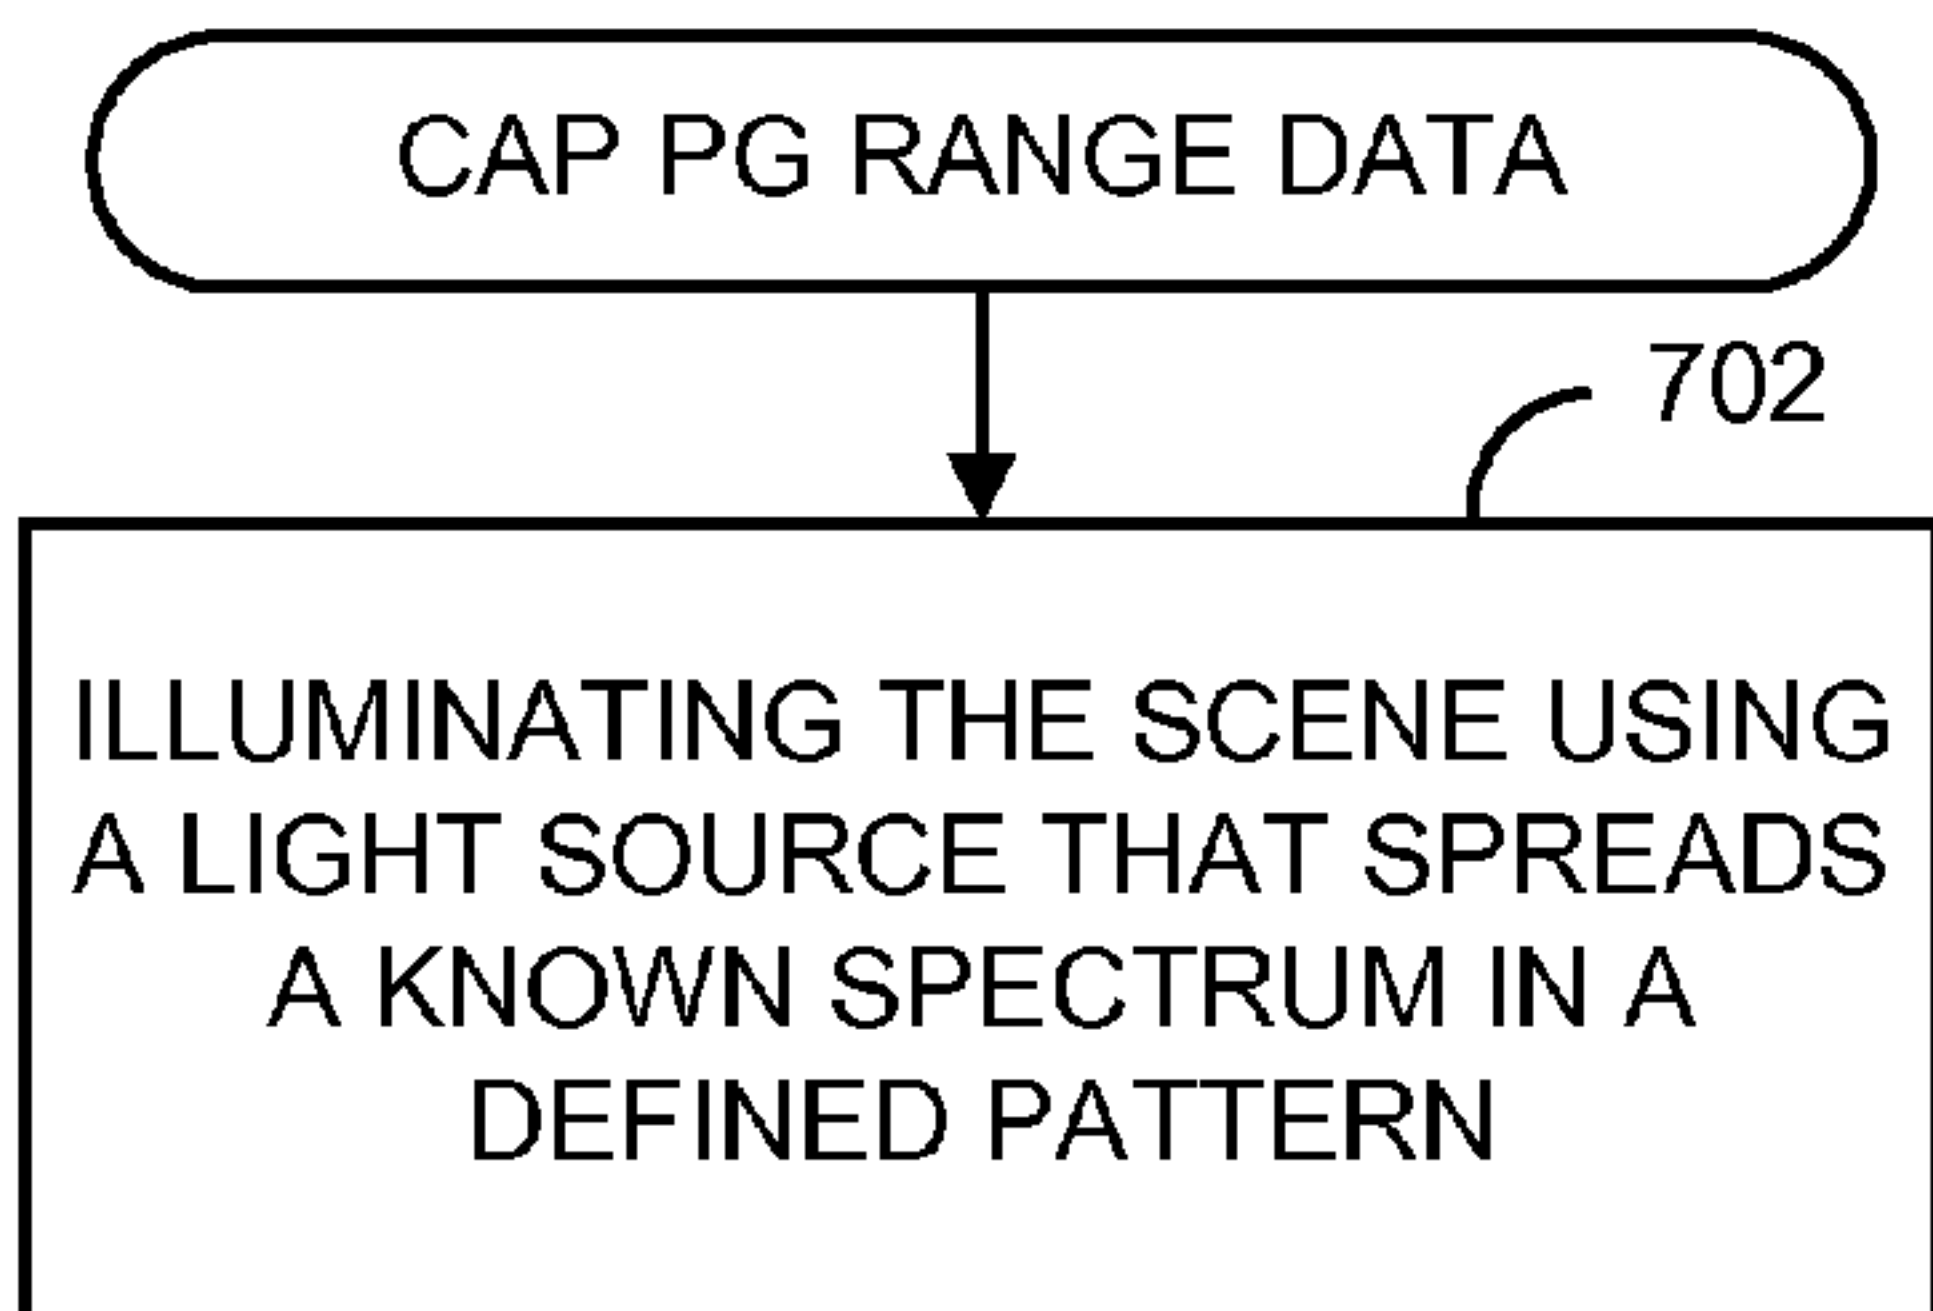 CAP PG RANGE DATA
702
ILLUMINATING THE SCENE USING
A LIGHT SOURCE THAT SPREADS
A KNOWN SPECTRUM IN A
DEFINED PATTERN